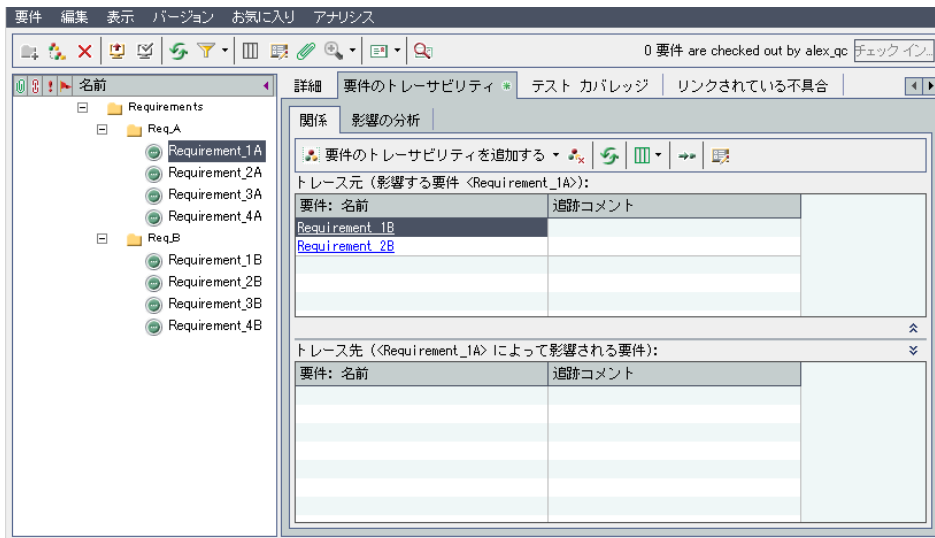 要件 編集 表示 バージョン お気に入り アナリシス
0 要件 are checked out by alex_qc チェック イン...
名前
詳細 要件のトレーサビリティ * テスト カバレッジ リンクされている不具合
Requirements
Req_A
Requirement_1A
Requirement_2A
Requirement_3A
Requirement_4A
Req_B
Requirement_1B
Requirement_2B
Requirement_3B
Requirement_4B
関係 影響の分析
要件のトレーサビリティを追加する
トレース元 (影響する要件 <Requirement_1A>):
要件: 名前 追跡コメント
Requirement_1B
Requirement_2B
トレース先 (<Requirement_1A> によって影響される要件):
要件: 名前 追跡コメント